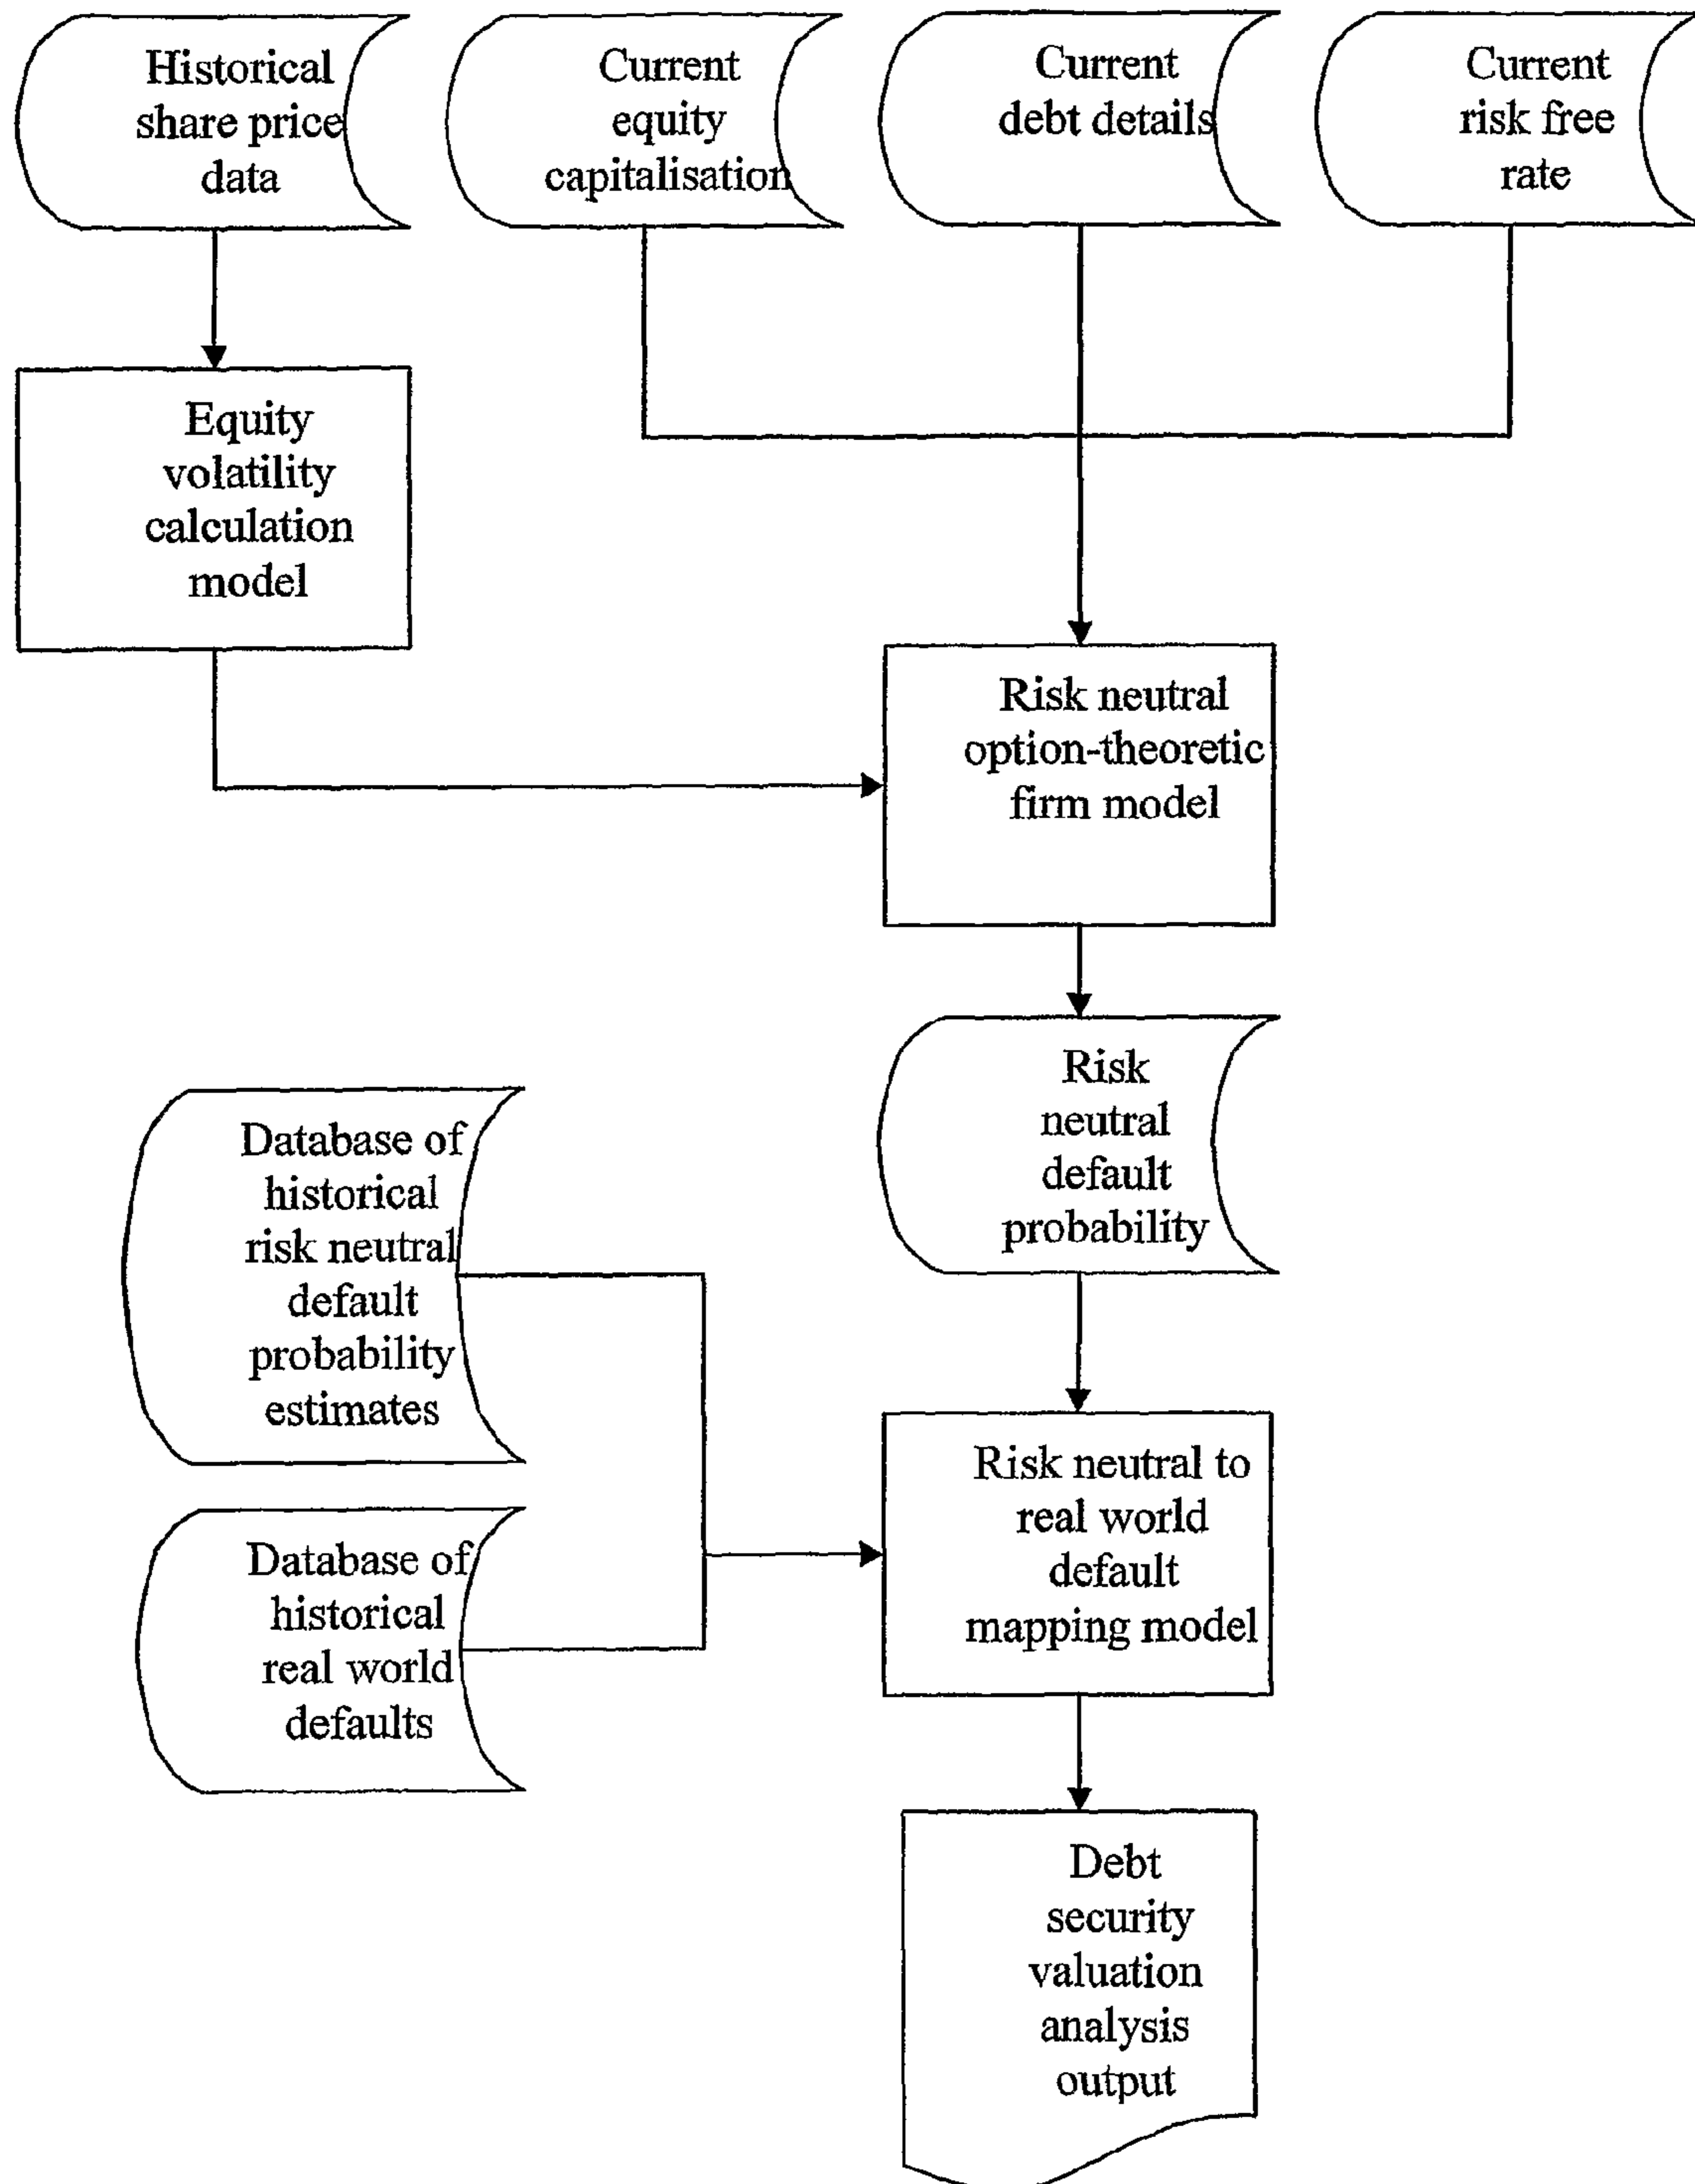 Historical
share price
data
Current
equity
capitalisation
Current
debt details
Current
risk free
rate
Equity
volatility
calculation
model
Risk neutral
option-theoretic
firm model
Risk
neutral
default
probability
Database of
historical
risk neutral
default
probability
estimates
Database of
historical
real world
defaults
Risk neutral to
real world
default
mapping model
Debt
security
valuation
analysis
output